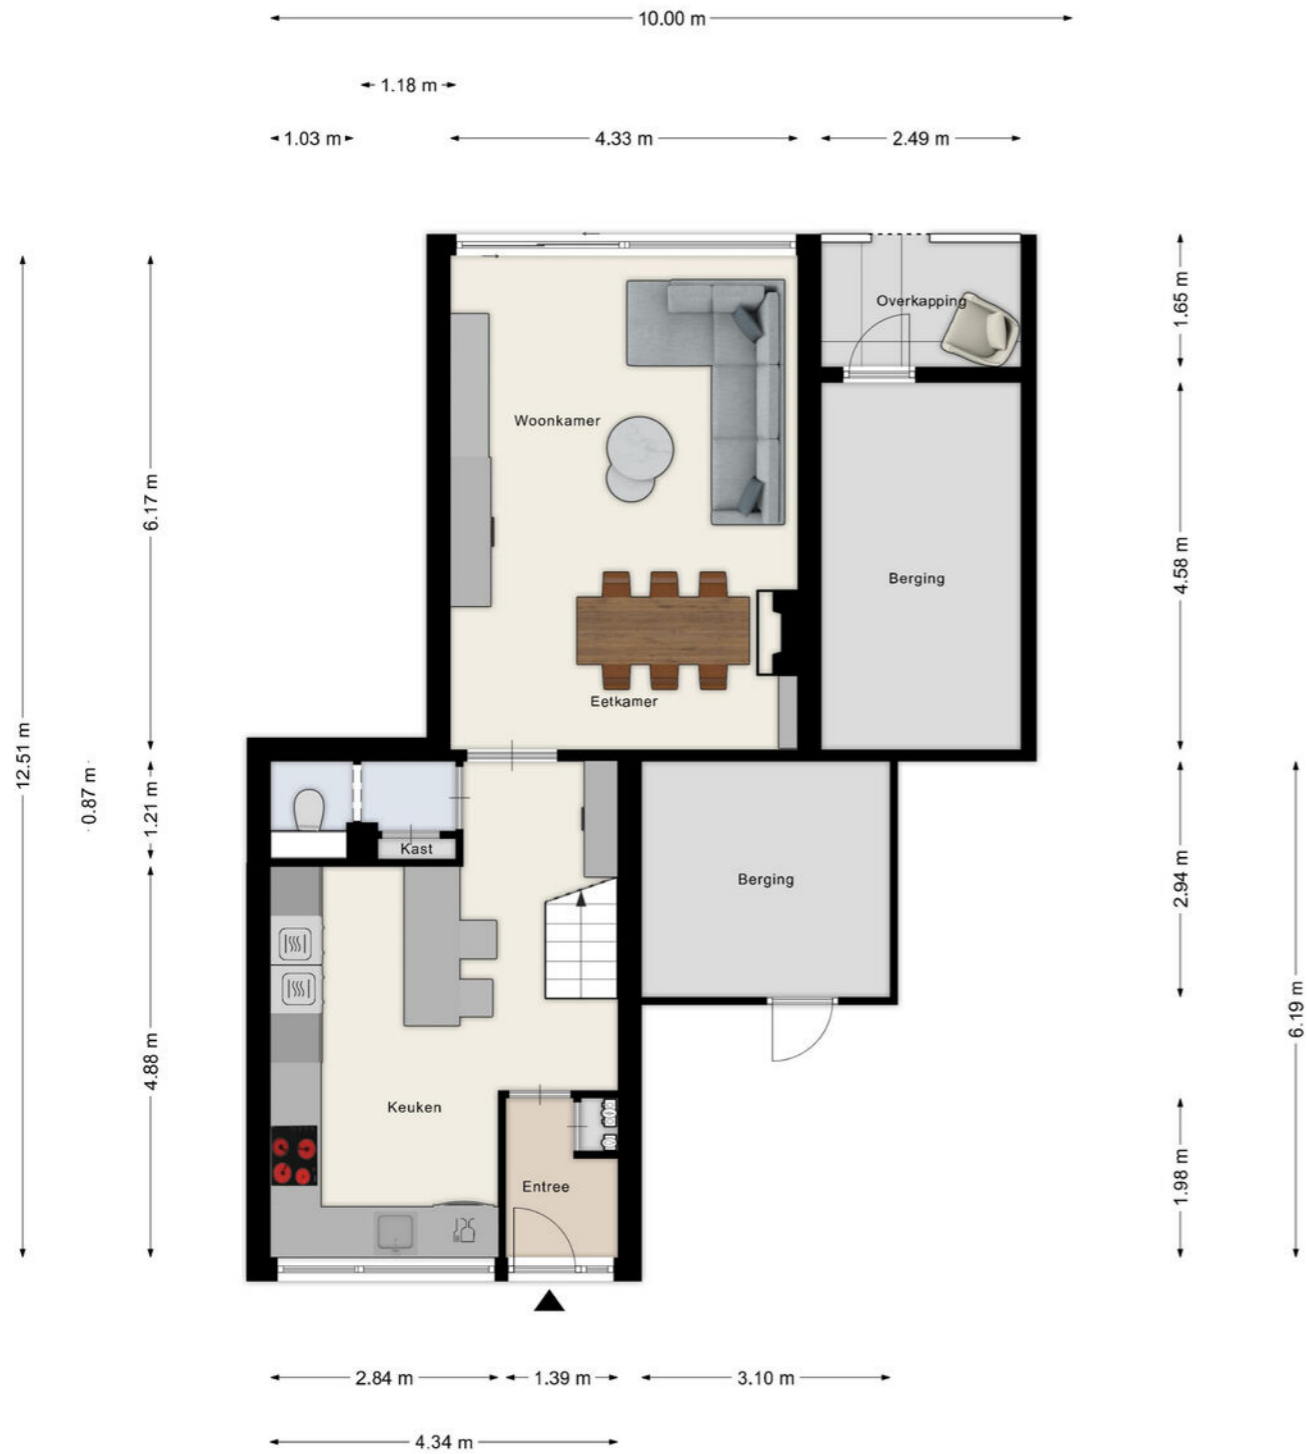 10.00 m
1.18 m
1.03 m
4.33 m
2.49 m
Overkapping
1.65 m
Woonkamer
6.17 m
4.58 m
Berging
Eetkamer
12.51 m
0.87 m
1.21 m
Kast
Berging
2.94 m
6.19 m
4.88 m
Keuken
Entree
1.98 m
2.84 m
1.39 m
3.10 m
4.34 m